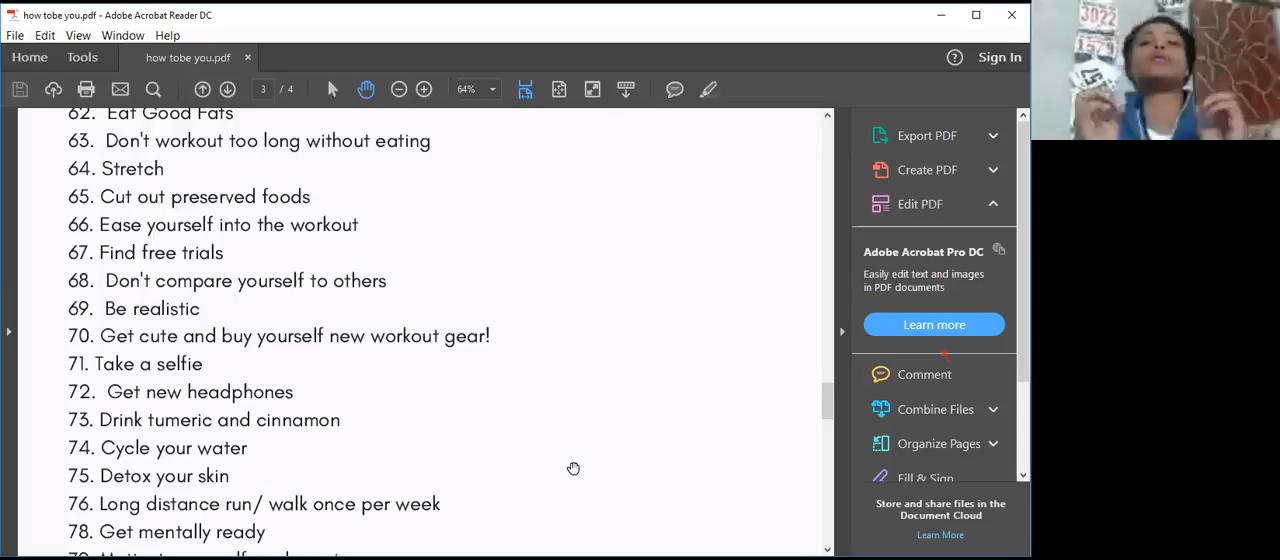 how tobe you.pdf - Adobe Acrobat Reader DC
File Edit View Window Help
Home Tools how tobe you.pdf × ? Sign In
3 / 4 64%
62. Eat Good Fats
63. Don't workout too long without eating
64. Stretch
65. Cut out preserved foods
66. Ease yourself into the workout
67. Find free trials
68. Don't compare yourself to others
69. Be realistic
70. Get cute and buy yourself new workout gear!
71. Take a selfie
72. Get new headphones
73. Drink tumeric and cinnamon
74. Cycle your water
75. Detox your skin
76. Long distance run/ walk once per week
78. Get mentally ready
Export PDF
Create PDF
Edit PDF
Adobe Acrobat Pro DC
Easily edit text and images
in PDF documents
Learn more
Comment
Combine Files
Organize Pages
Fill & Sign
Store and share files in the
Document Cloud
Learn More
3022
1571